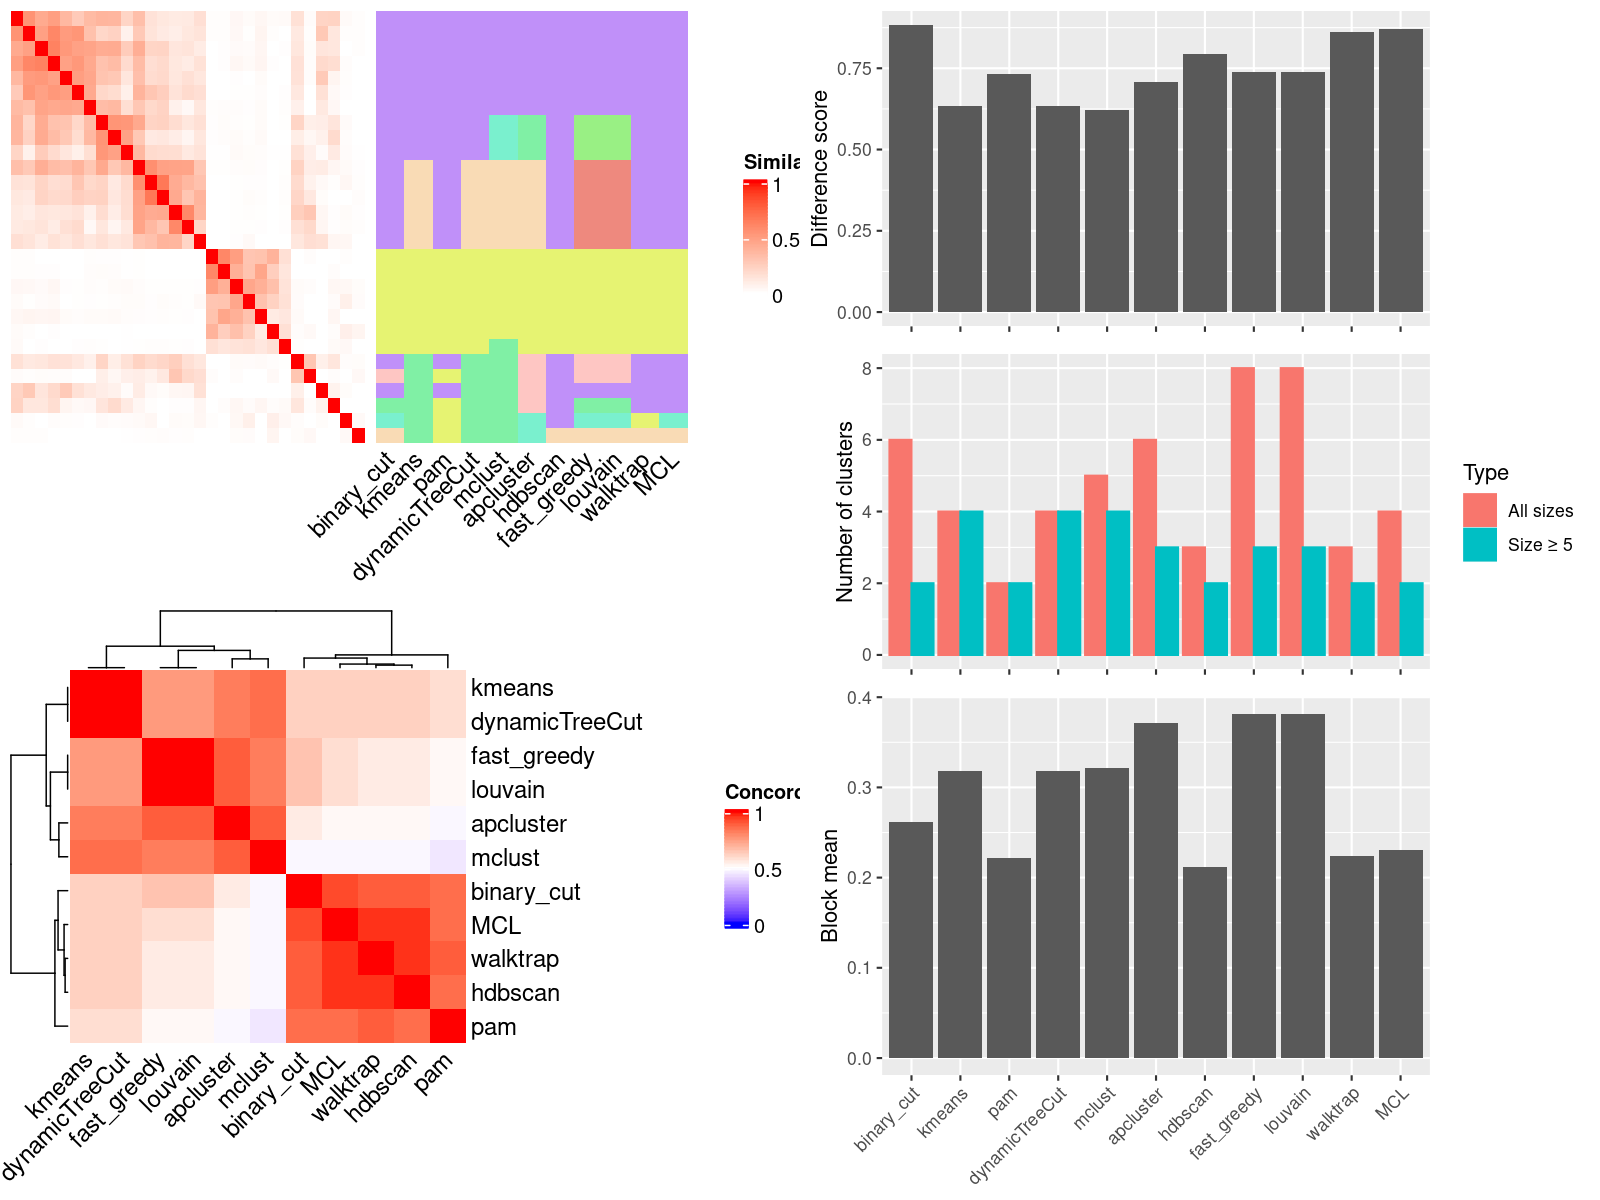 Simila
1
0.5
0
binary_cut
kmeans
pam
dynamicTreeCut
mclust
apcluster
hdbscan
fast_greedy
louvain
walktrap
MCL
kmeans
dynamicTreeCut
fast_greedy
louvain
apcluster
mclust
binary_cut
MCL
walktrap
hdbscan
pam
Concord
1
0.5
0
kmeans
dynamicTreeCut
fast_greedy
louvain
apcluster
mclust
binary_cut
MCL
walktrap
hdbscan
pam
Difference score
0.75
0.50
0.25
0.00
Number of clusters
8
6
4
2
0
Type
All sizes
Size ≥ 5
Block mean
0.4
0.3
0.2
0.1
0.0
binary_cut
kmeans
pam
dynamicTreeCut
mclust
apcluster
hdbscan
fast_greedy
louvain
walktrap
MCL